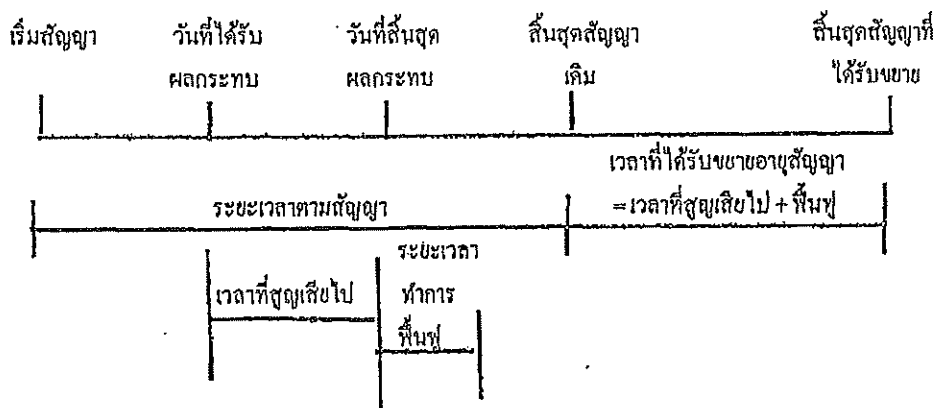 เริ่มสัญญา วันที่ได้รับ วันที่สิ้นสุด สิ้นสุดสัญญา สิ้นสุดสัญญาที่
ผลกระทบ ผลกระทบ เดิม ได้รับขยาย
เวลาที่ได้รับขยายอายุสัญญา
ระยะเวลาตามสัญญา =เวลาที่สูญเสียไป+ฟื้นฟู
ระยะเวลา
เวลาที่สูญเสียไป ทำการ
ฟื้นฟู